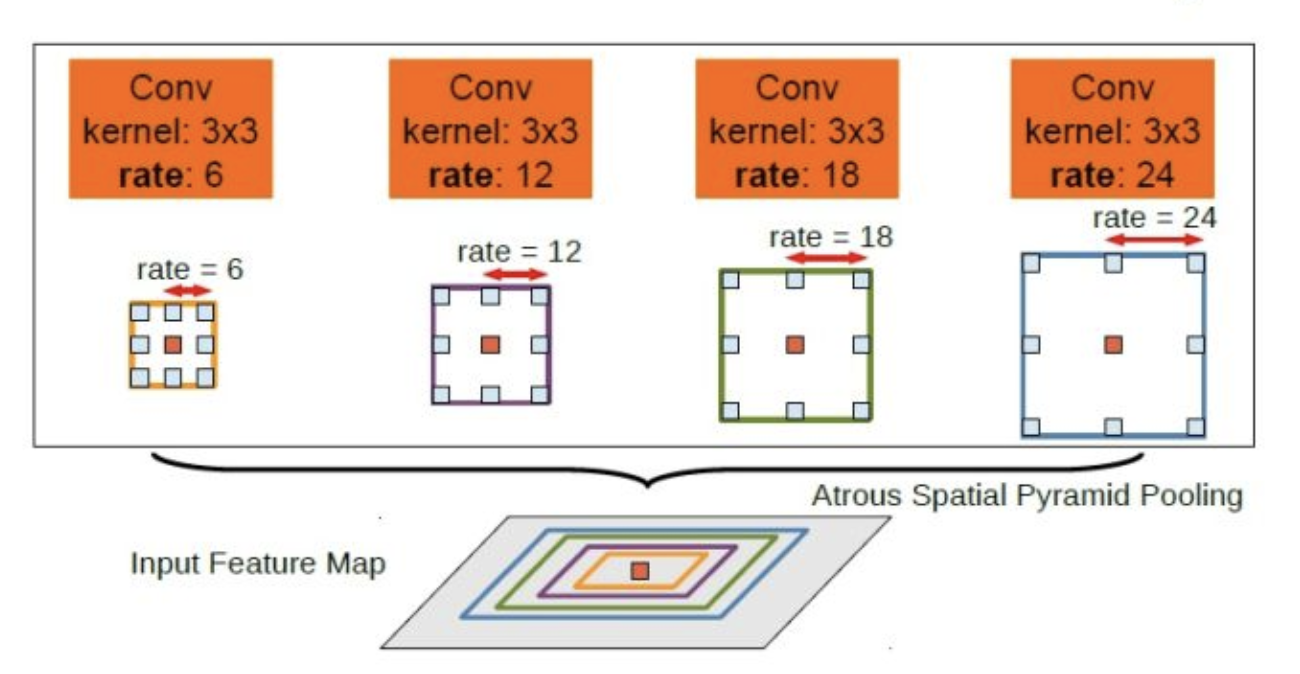 Conv
kernel: 3x3
rate: 6
Conv
kernel: 3x3
rate: 12
Conv
kernel: 3x3
rate: 18
Conv
kernel: 3x3
rate: 24
rate = 6
rate = 12
rate = 18
rate = 24
Atrous Spatial Pyramid Pooling
Input Feature Map